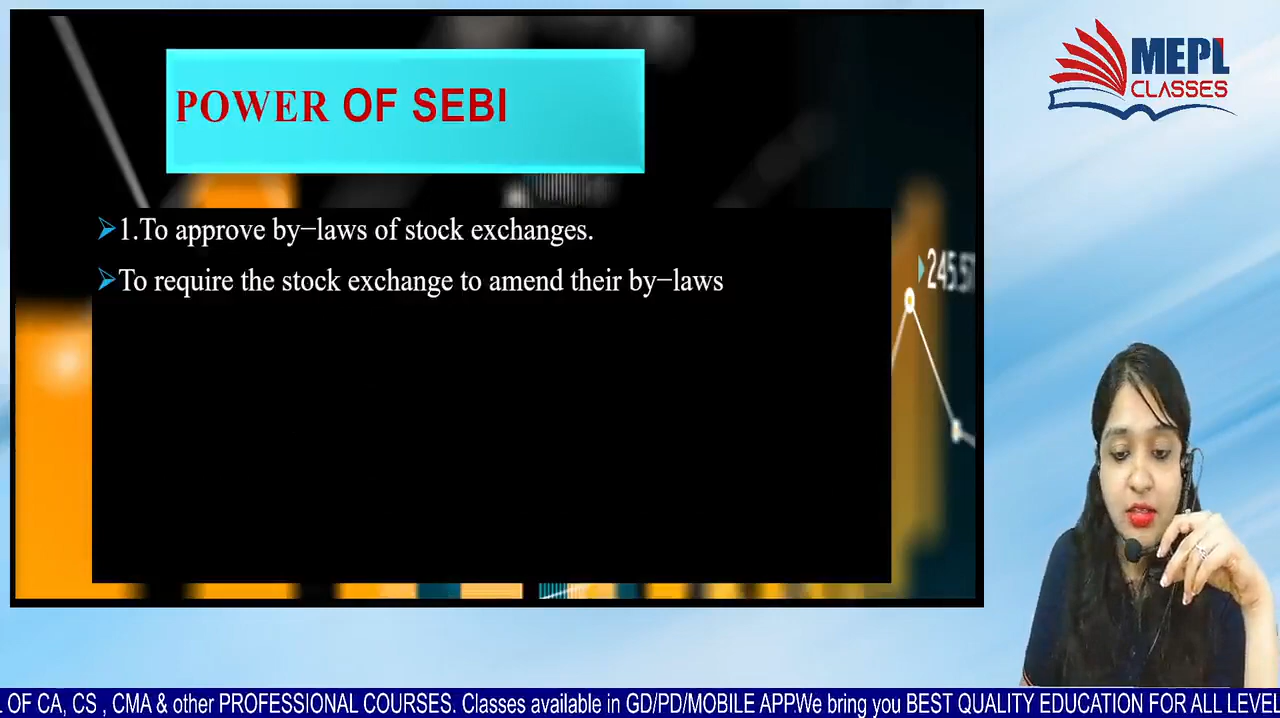 POWER OF SEBI
MEPL
CLASSES
1.To approve by–laws of stock exchanges.
To require the stock exchange to amend their by–laws
245.5
OF CA, CS , CMA & other PROFESSIONAL COURSES. Classes available in GD/PD/MOBILE APP.We bring you BEST QUALITY EDUCATION FOR ALL LEVEL